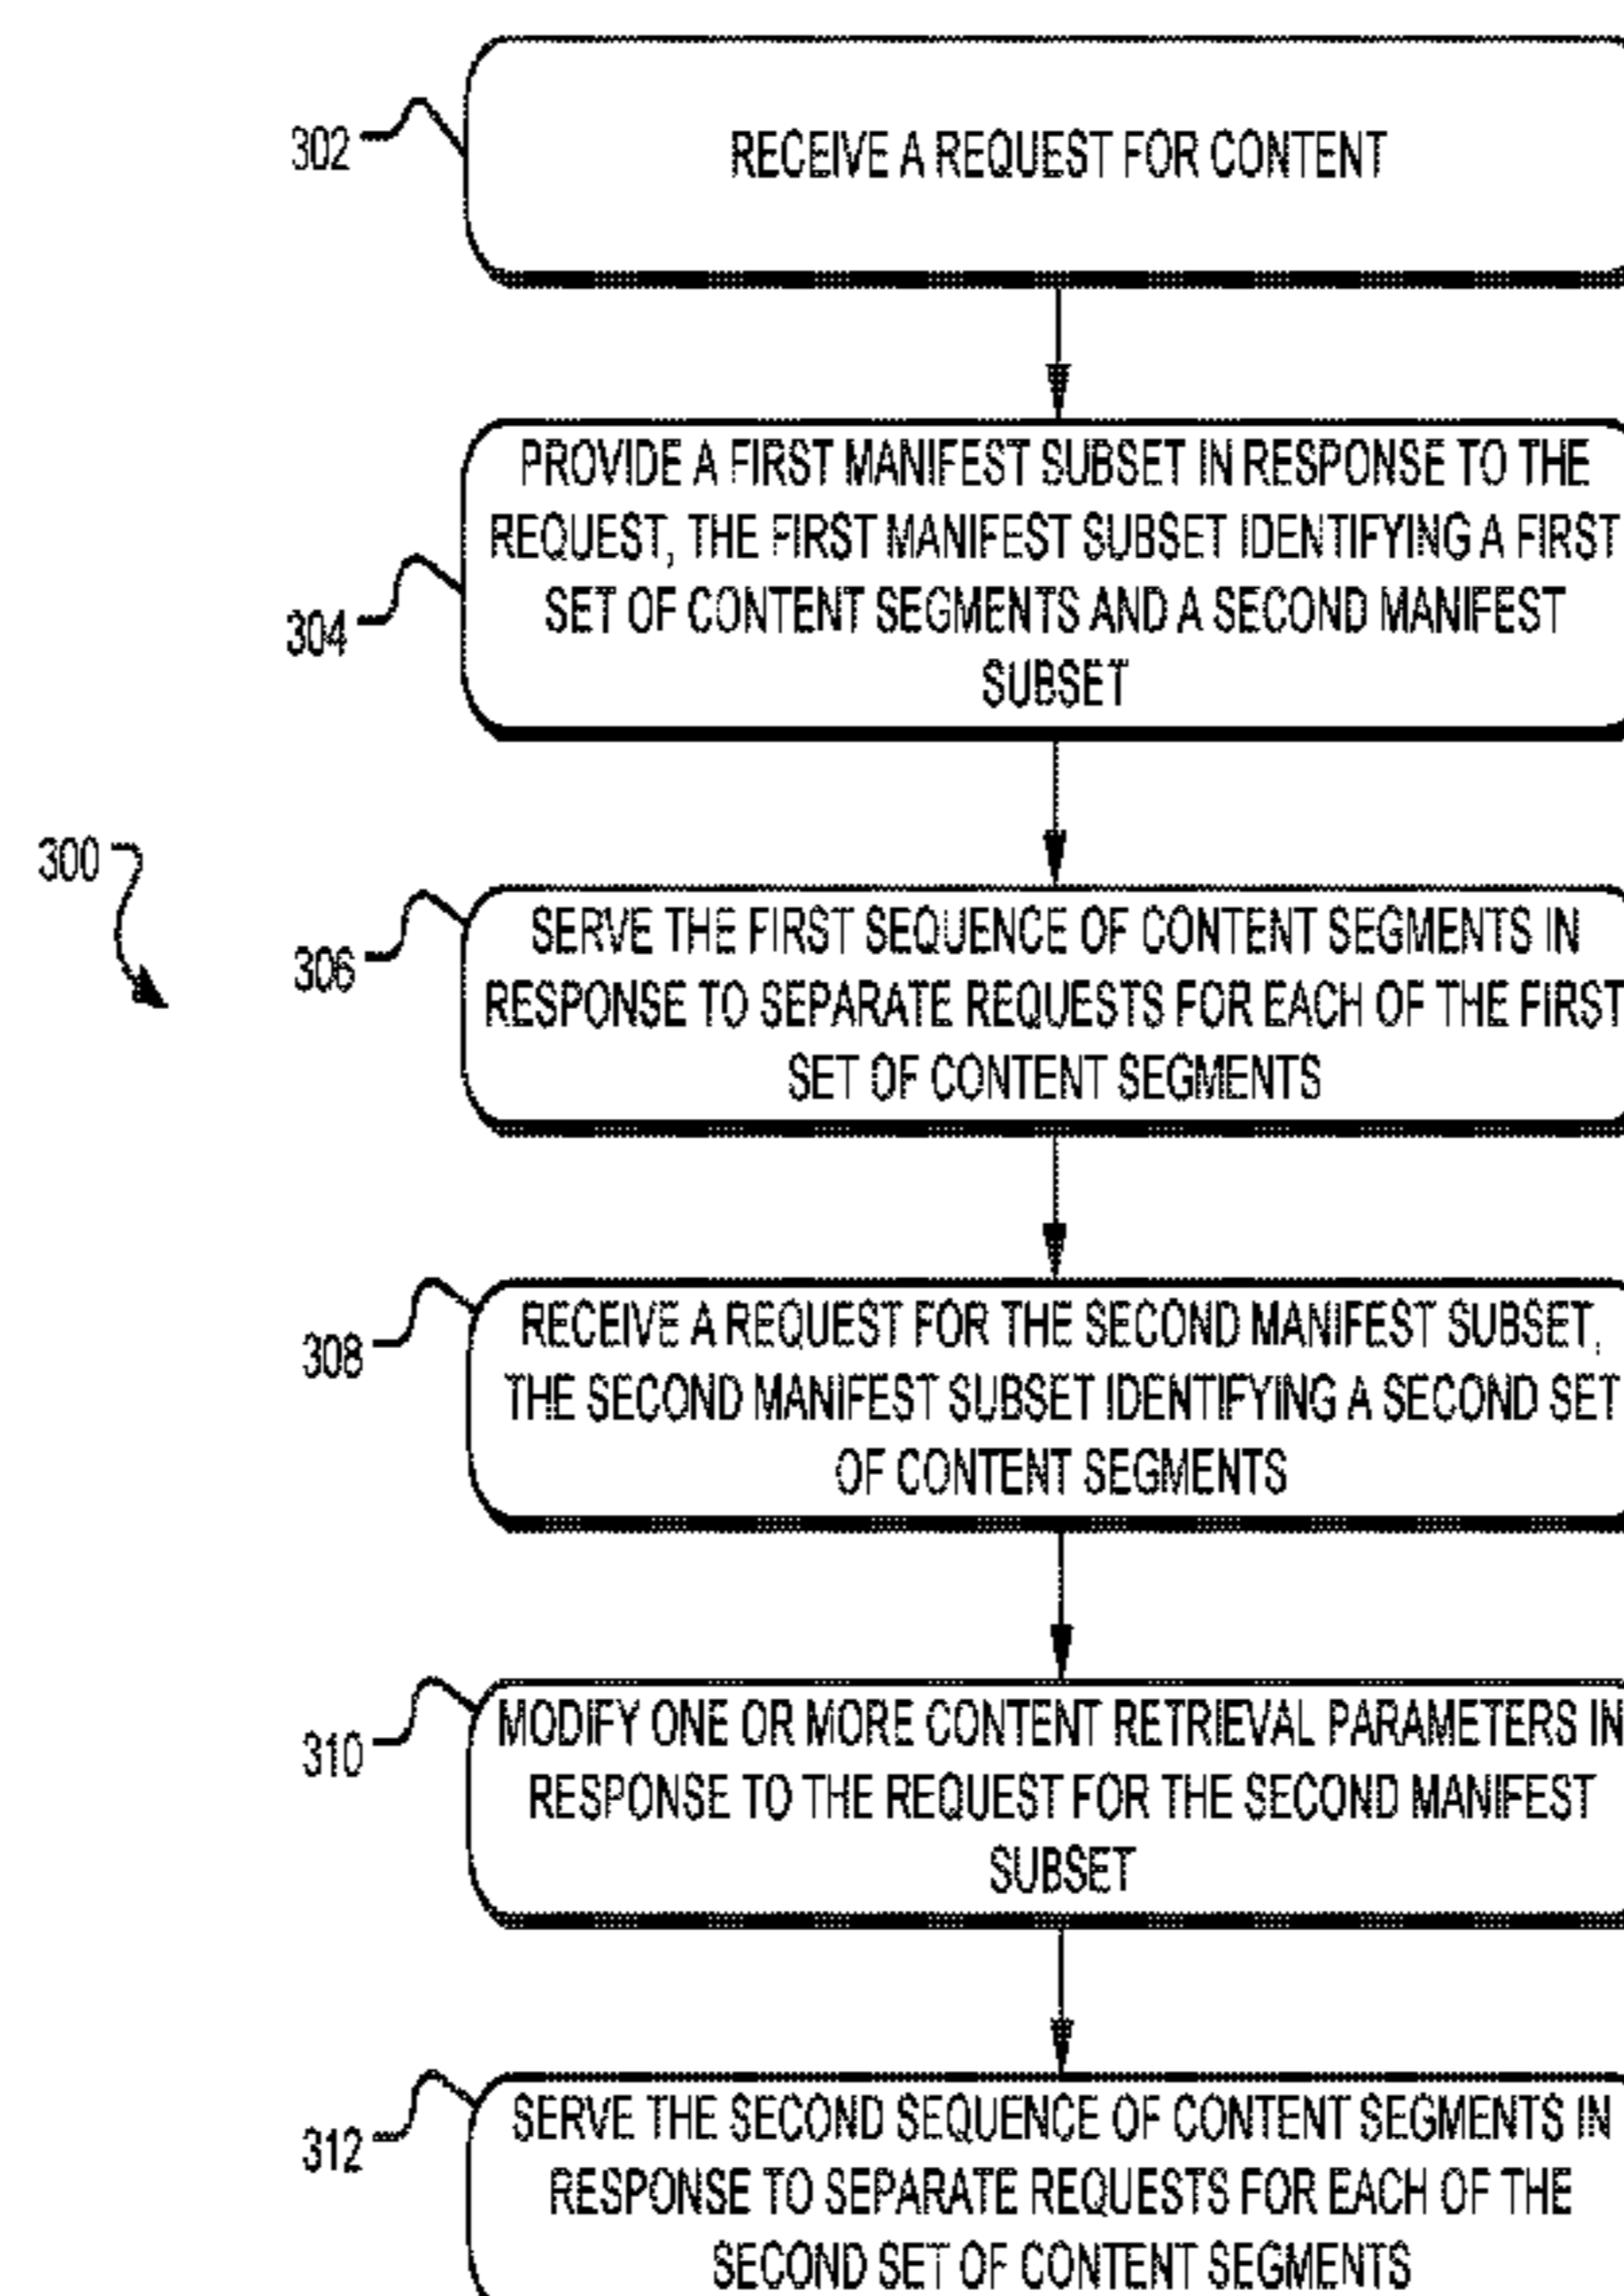 302
RECEIVE A REQUEST FOR CONTENT
PROVIDE A FIRST MANIFEST SUBSET IN RESPONSE TO THE
REQUEST, THE FIRST MANIFEST SUBSET IDENTIFYING A FIRST
SET OF CONTENT SEGMENTS AND A SECOND MANIFEST
SUBSET
304
300
306
SERVE THE FIRST SEQUENCE OF CONTENT SEGMENTS IN
RESPONSE TO SEPARATE REQUESTS FOR EACH OF THE FIRST
SET OF CONTENT SEGMENTS
308
RECEIVE A REQUEST FOR THE SECOND MANIFEST SUBSET,
THE SECOND MANIFEST SUBSET IDENTIFYING A SECOND SET
OF CONTENT SEGMENTS
310
MODIFY ONE OR MORE CONTENT RETRIEVAL PARAMETERS IN
RESPONSE TO THE REQUEST FOR THE SECOND MANIFEST
SUBSET
312
SERVE THE SECOND SEQUENCE OF CONTENT SEGMENTS IN
RESPONSE TO SEPARATE REQUESTS FOR EACH OF THE
SECOND SET OF CONTENT SEGMENTS